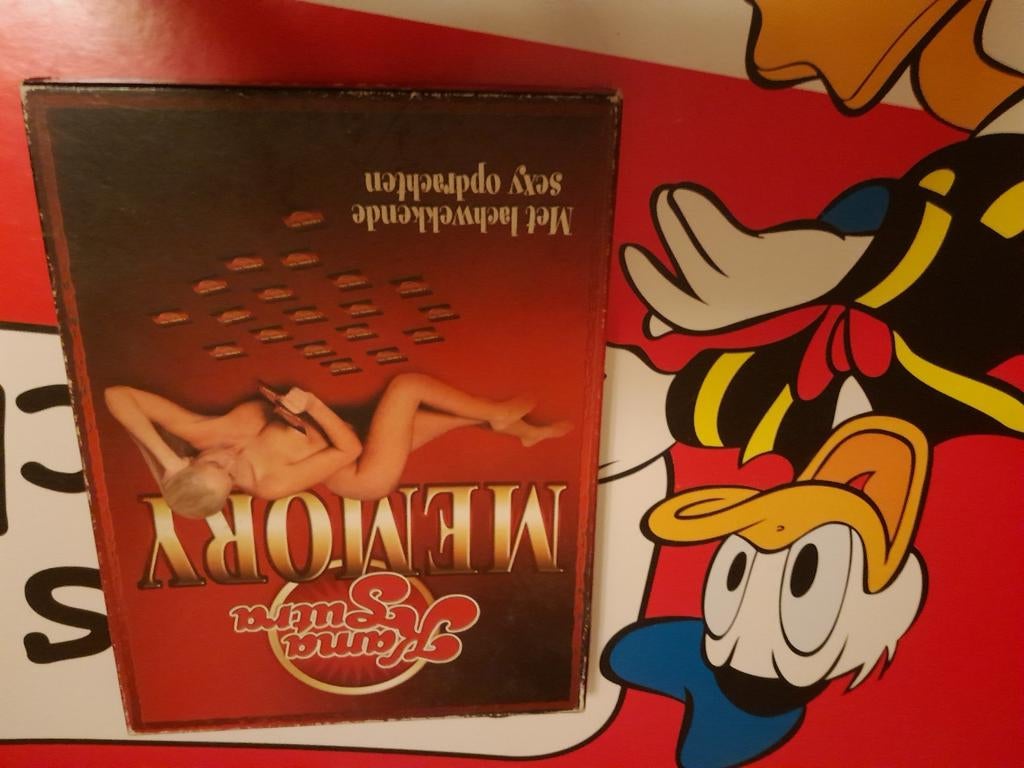 Kama
Sutra
MEMORY
Met lachwekkende
sexy opdrachten